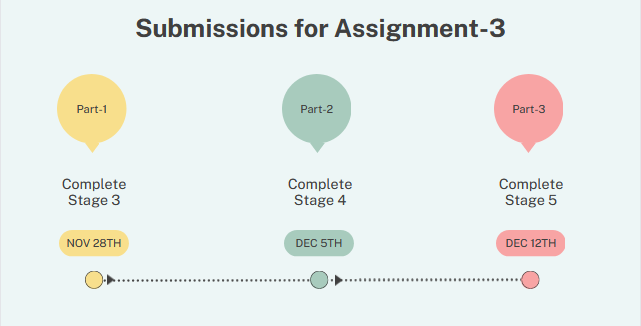 Submissions for Assignment-3
Part-1
Part-2
Part-3
Complete
Stage 3
Complete
Stage 4
Complete
Stage 5
NOV 28TH
DEC 5TH
DEC 12TH